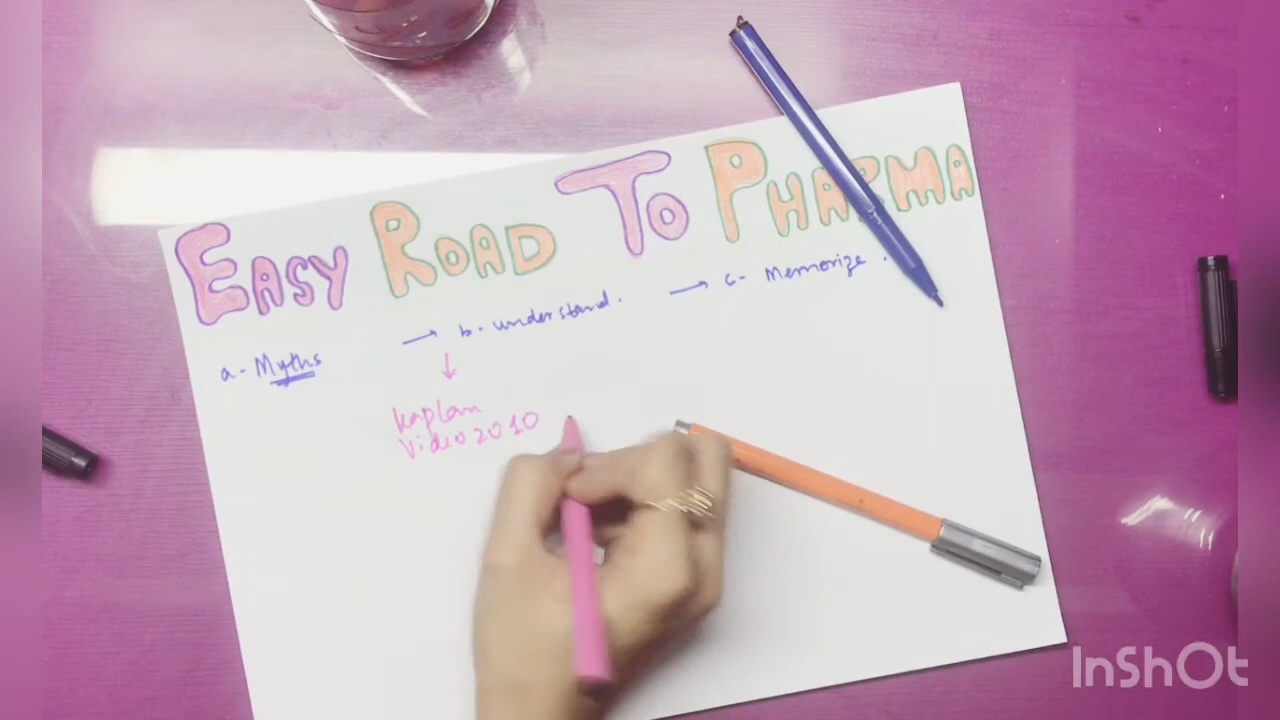 EASY ROAD TO PHARMA
a- Myths → b- understand. → c- Memorize.
↓
Kaplan
Video 2010
InShOt